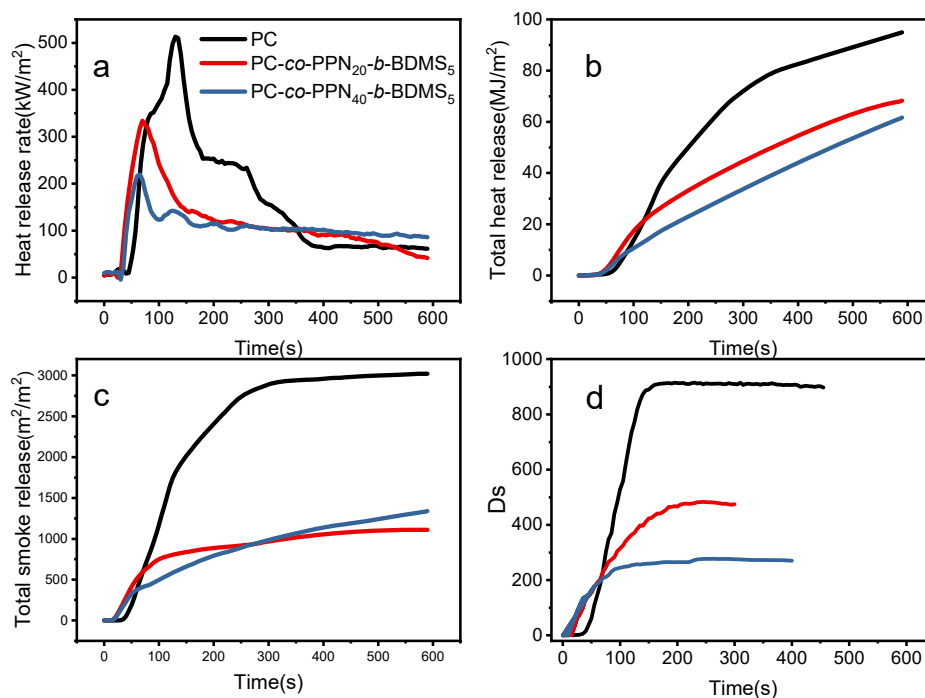 a
PC
PC-co-PPN20-b-BDMS5
PC-co-PPN40-b-BDMS5
Heat release rate(kW/m²)
500
400
300
200
100
0
0 100 200 300 400 500 600
Time(s)
b
Total heat release(MJ/m²)
100
80
60
40
20
0
0 100 200 300 400 500 600
Time(s)
c
Total smoke release(m²/m²)
3000
2500
2000
1500
1000
500
0
0 100 200 300 400 500 600
Time(s)
d
Ds
1000
800
600
400
200
0
0 100 200 300 400 500 600
Time(s)